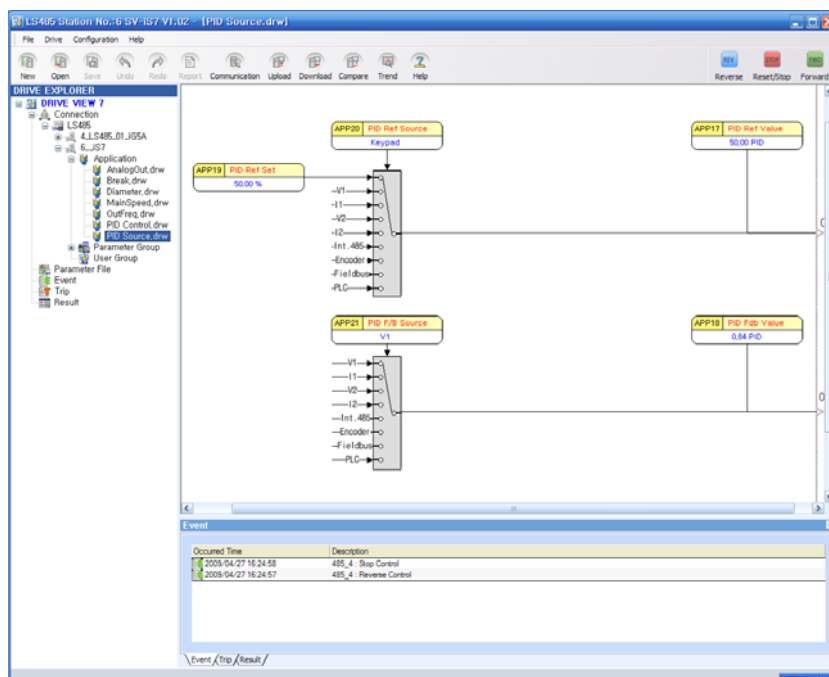 LS485 Station No.:6 SV-iS7 V1.02 - [PID Source.drw]
File Drive Configuration Help
New Open Save Undo Redo Report Communication Upload Download Compare Trend Help Reverse Reset/Stop Forward
REV STOP FWD
DRIVE EXPLORER
DRIVE VIEW 7
Connection
LS485
4_LS485_01_iG5A
6__iS7
Application
AnalogOut.drw
Break.drw
Diameter.drw
MainSpeed.drw
OutFreq.drw
PID Control.drw
PID Source.drw
Parameter Group
User Group
Parameter File
Event
Trip
Result
APP20 PID Ref Source
Keypad
APP17 PID Ref Value
50,00 PID
APP19 PID Ref Set
50,00 %
V1
I1
V2
I2
Int.485
Encoder
Fieldbus
PLC
APP21 PID F/B Source
V1
APP18 PID Fdb Value
0,84 PID
V1
I1
V2
I2
Int.485
Encoder
Fieldbus
PLC
Event
Occurred Time Description
2009/04/27 16:24:58 485_4 : Stop Control
2009/04/27 16:24:57 485_4 : Reverse Control
Event Trip Result